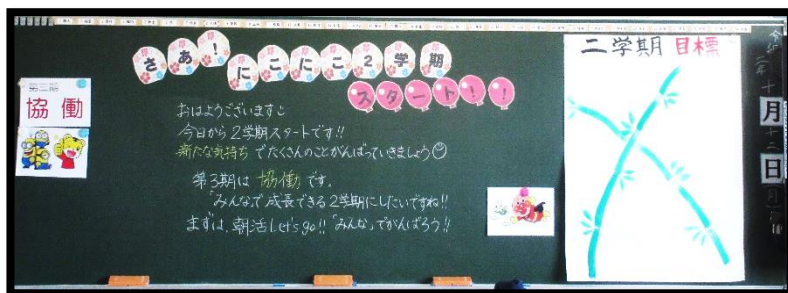 さあ！にこにこ2学期
スタート！！
第三期
協働
おはようございます
今日から2学期スタートです!!
新たな気持ちでたくさんのことがんばっていきましょう
第3期は協働です。
「みんなで成長できる2学期にしたいですね!!
まずは、朝活Let's go!!「みんな」でがんばろう!!
二学期 目標
十月十二日